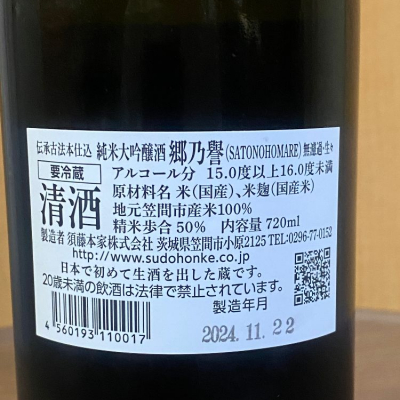 伝承古法本仕込 純米大吟醸酒 郷乃譽(SATONOHOMARE) 無濾過・生々
要冷蔵 アルコール分 15.0度以上16.0度未満
清酒 原材料名 米(国産)、米麹(国産米)
地元笠間市産米100%
精米歩合 50% 内容量 720ml
製造者 須藤本家株式会社 茨城県笠間市小原2125 TEL:0296-77-0152
http://www.sudohonke.co.jp/
日本で初めて生酒を出した蔵です。
20歳未満の飲酒は法律で禁止されています。
製造年月
4 560193 110017
2024.11.22